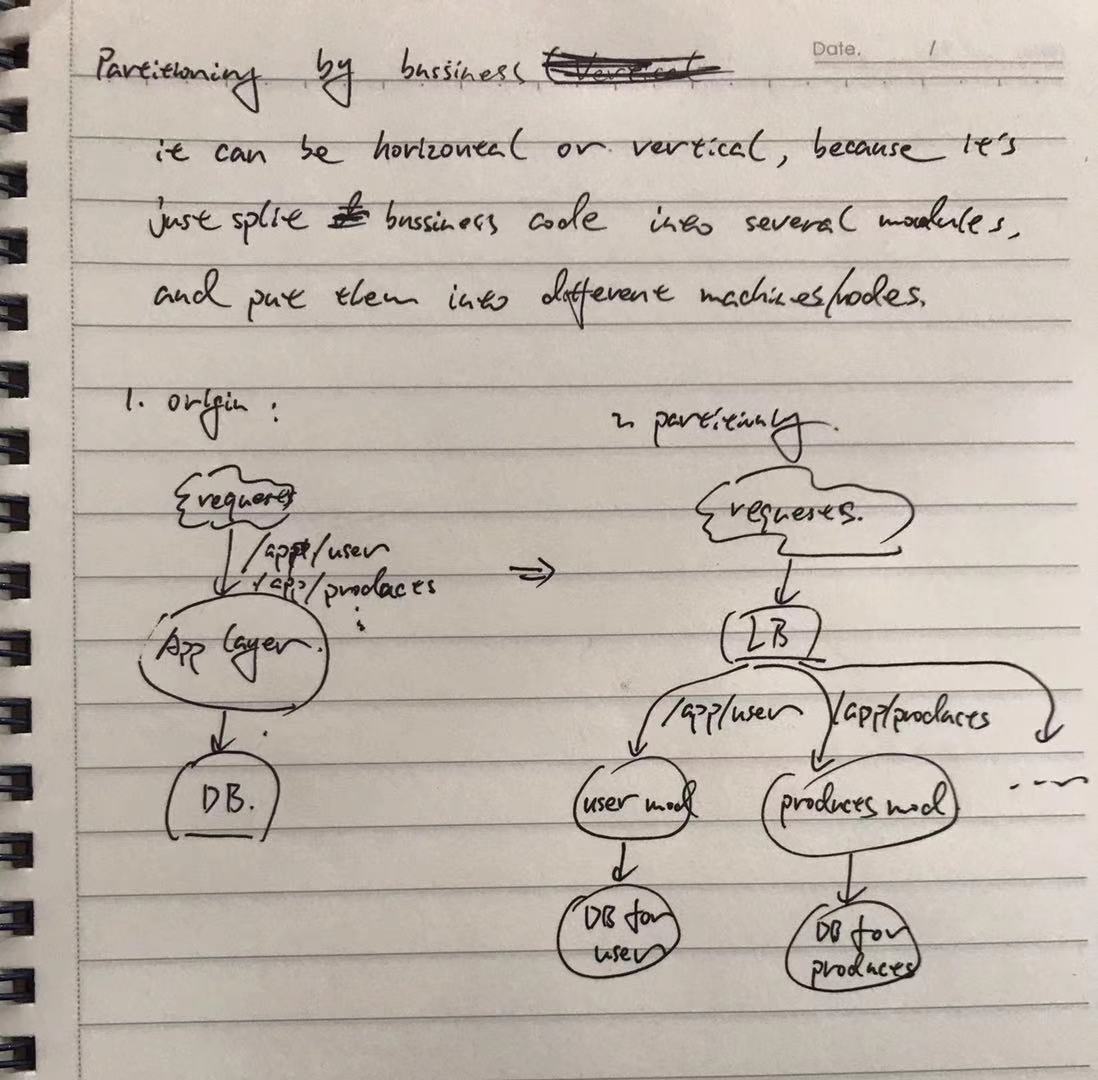 Date. /
Partitioning by bussiness (Vertical
it can be horizontal or vertical, because it's
just split bussiness code into several modules,
and put them into different machines/nodes.
1. origin :
requests
/app/user
/app/products
App layer.
DB.
⇒
2. partitionly.
requests.
LB
/app/user
/app/products
user mod
products mod
DB for
user
DB for
products